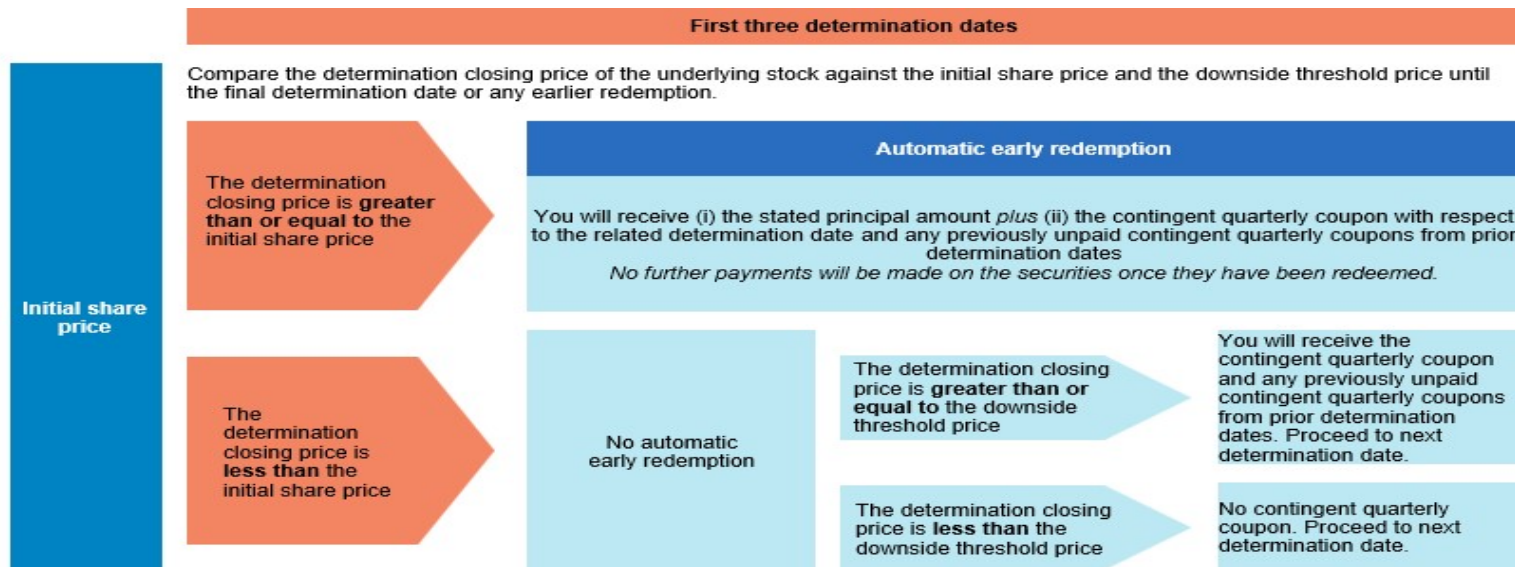 First three determination dates
Compare the determination closing price of the underlying stock against the initial share price and the downside threshold price until
the final determination date or any earlier redemption.
Initial share
price
The determination
closing price is greater
than or equal to the
initial share price
Automatic early redemption
You will receive (i) the stated principal amount plus (ii) the contingent quarterly coupon with respect
to the related determination date and any previously unpaid contingent quarterly coupons from prior
determination dates
No further payments will be made on the securities once they have been redeemed.
The
determination
closing price is
less than the
initial share price
No automatic
early redemption
The determination closing
price is greater than or
equal to the downside
threshold price
You will receive the
contingent quarterly coupon
and any previously unpaid
contingent quarterly coupons
from prior determination
dates. Proceed to next
determination date.
The determination closing
price is less than the
downside threshold price
No contingent quarterly
coupon. Proceed to next
determination date.